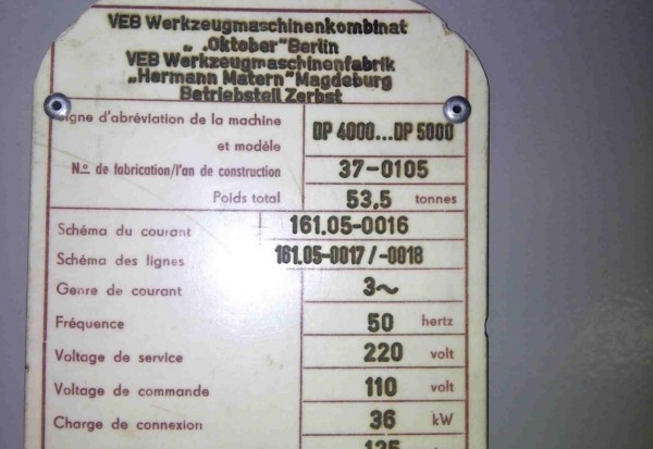 VEB Werkzeugmaschinenkombinat
„ .Oktober" Berlin
VEB Werkzeugmaschinenfabrik
„Hermann Matern" Magdeburg
Betriebsteil Zerbst
d'abréviation de la machine
et modèle DP 4000...DP 5000
No. de fabrication/l'an de construction 37-0105
Poids total 53.5 tonnes
Schéma du courant 161.05-0016
Schéma des lignes 161.05-0017/-0018
Genre de courant 3~
Fréquence 50 hertz
Voltage de service 220 volt
Voltage de commande 110 volt
Charge de connexion 36 kW